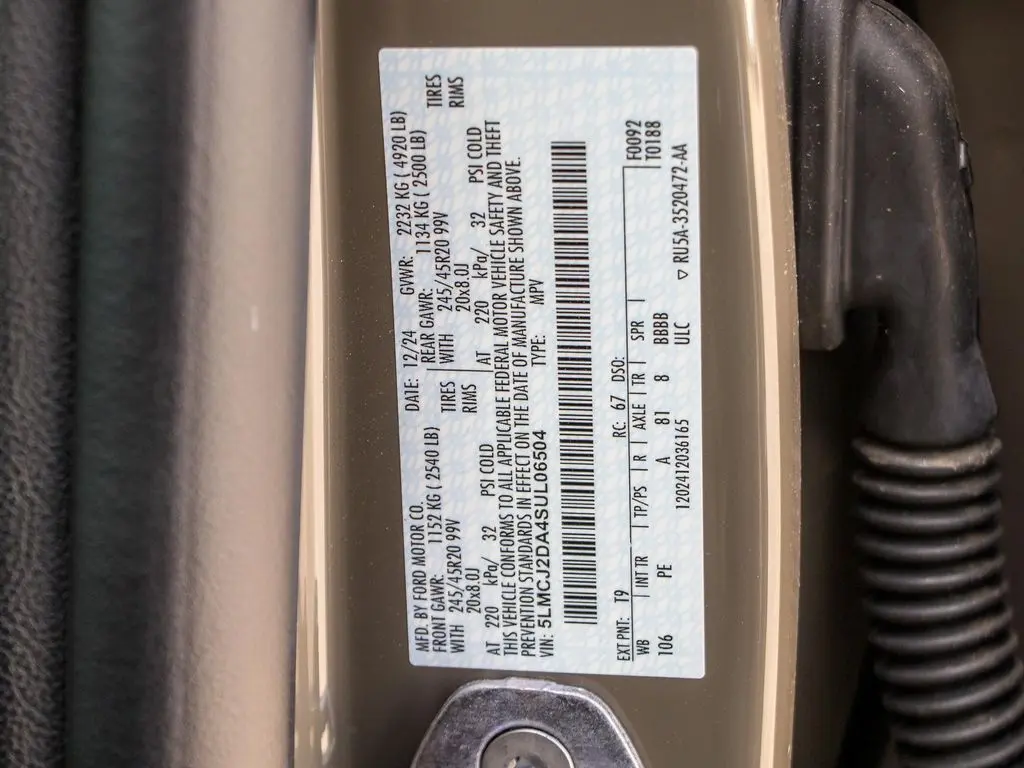 MFD. BY FORD MOTOR CO. DATE: 12/24 GVWR: 2232 KG ( 4920 LB)
FRONT GAWR: 1152 KG ( 2540 LB) REAR GAWR: 1134 KG ( 2500 LB)
WITH 245/45R20 99V TIRES WITH 245/45R20 99V TIRES
20x8.0J RIMS 20x8.0J RIMS
AT 220 kPa/ 32 PSI COLD AT 220 kPa/ 32 PSI COLD
THIS VEHICLE CONFORMS TO ALL APPLICABLE FEDERAL MOTOR VEHICLE SAFETY AND THEFT
PREVENTION STANDARDS IN EFFECT ON THE DATE OF MANUFACTURE SHOWN ABOVE.
VIN: 5LMCJ2DA4SUL06504 TYPE: MPV
EXT PNT: T9 RC: 67 DSO: F0092
WB | INT TR | TP/PS | R | AXLE | TR | SPR | T0188
106 PE A 81 8 BBBB
1202412036165 ULC ▽ RU5A-3520472-AA